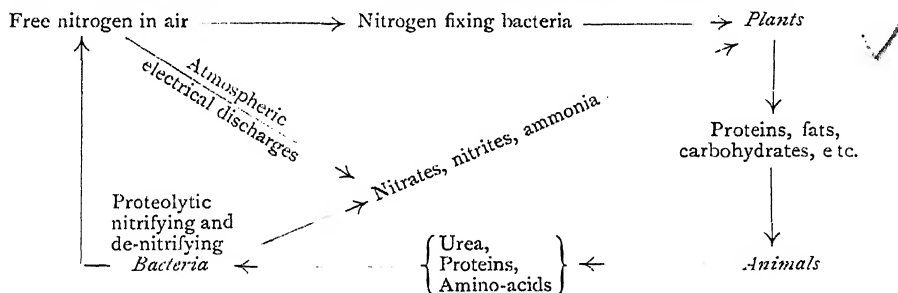 Free nitrogen in air Nitrogen fixing bacteria Plants
Atmospheric
electrical discharges
Nitrates, nitrites, ammonia
Proteins, fats,
carbohydrates, etc.
Proteolytic
nitrifying and
de-nitrifying
Bacteria
Urea,
Proteins,
Amino-acids
Animals